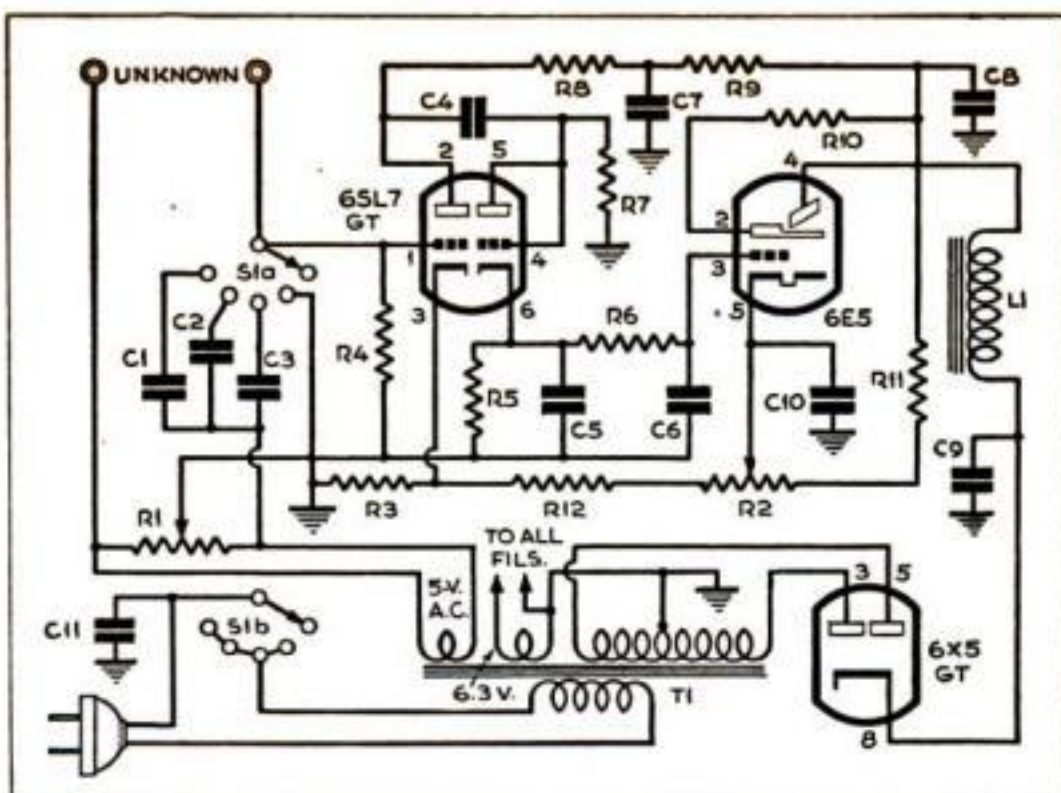 UNKNOWN
R8
R9
C8
C4
C7
R10
2
5
4
6SL7
GT
R7
2
1
4
3
S1a
3
6
5
6E5
L1
C2
R6
C1
C3
R4
R11
R5
C5
C6
C10
C9
R1
R3
R12
R2
TO ALL
FILS.
3
5
5-V.
A.C.
C11
S1b
6X5
GT
6.3 V.
T1
8